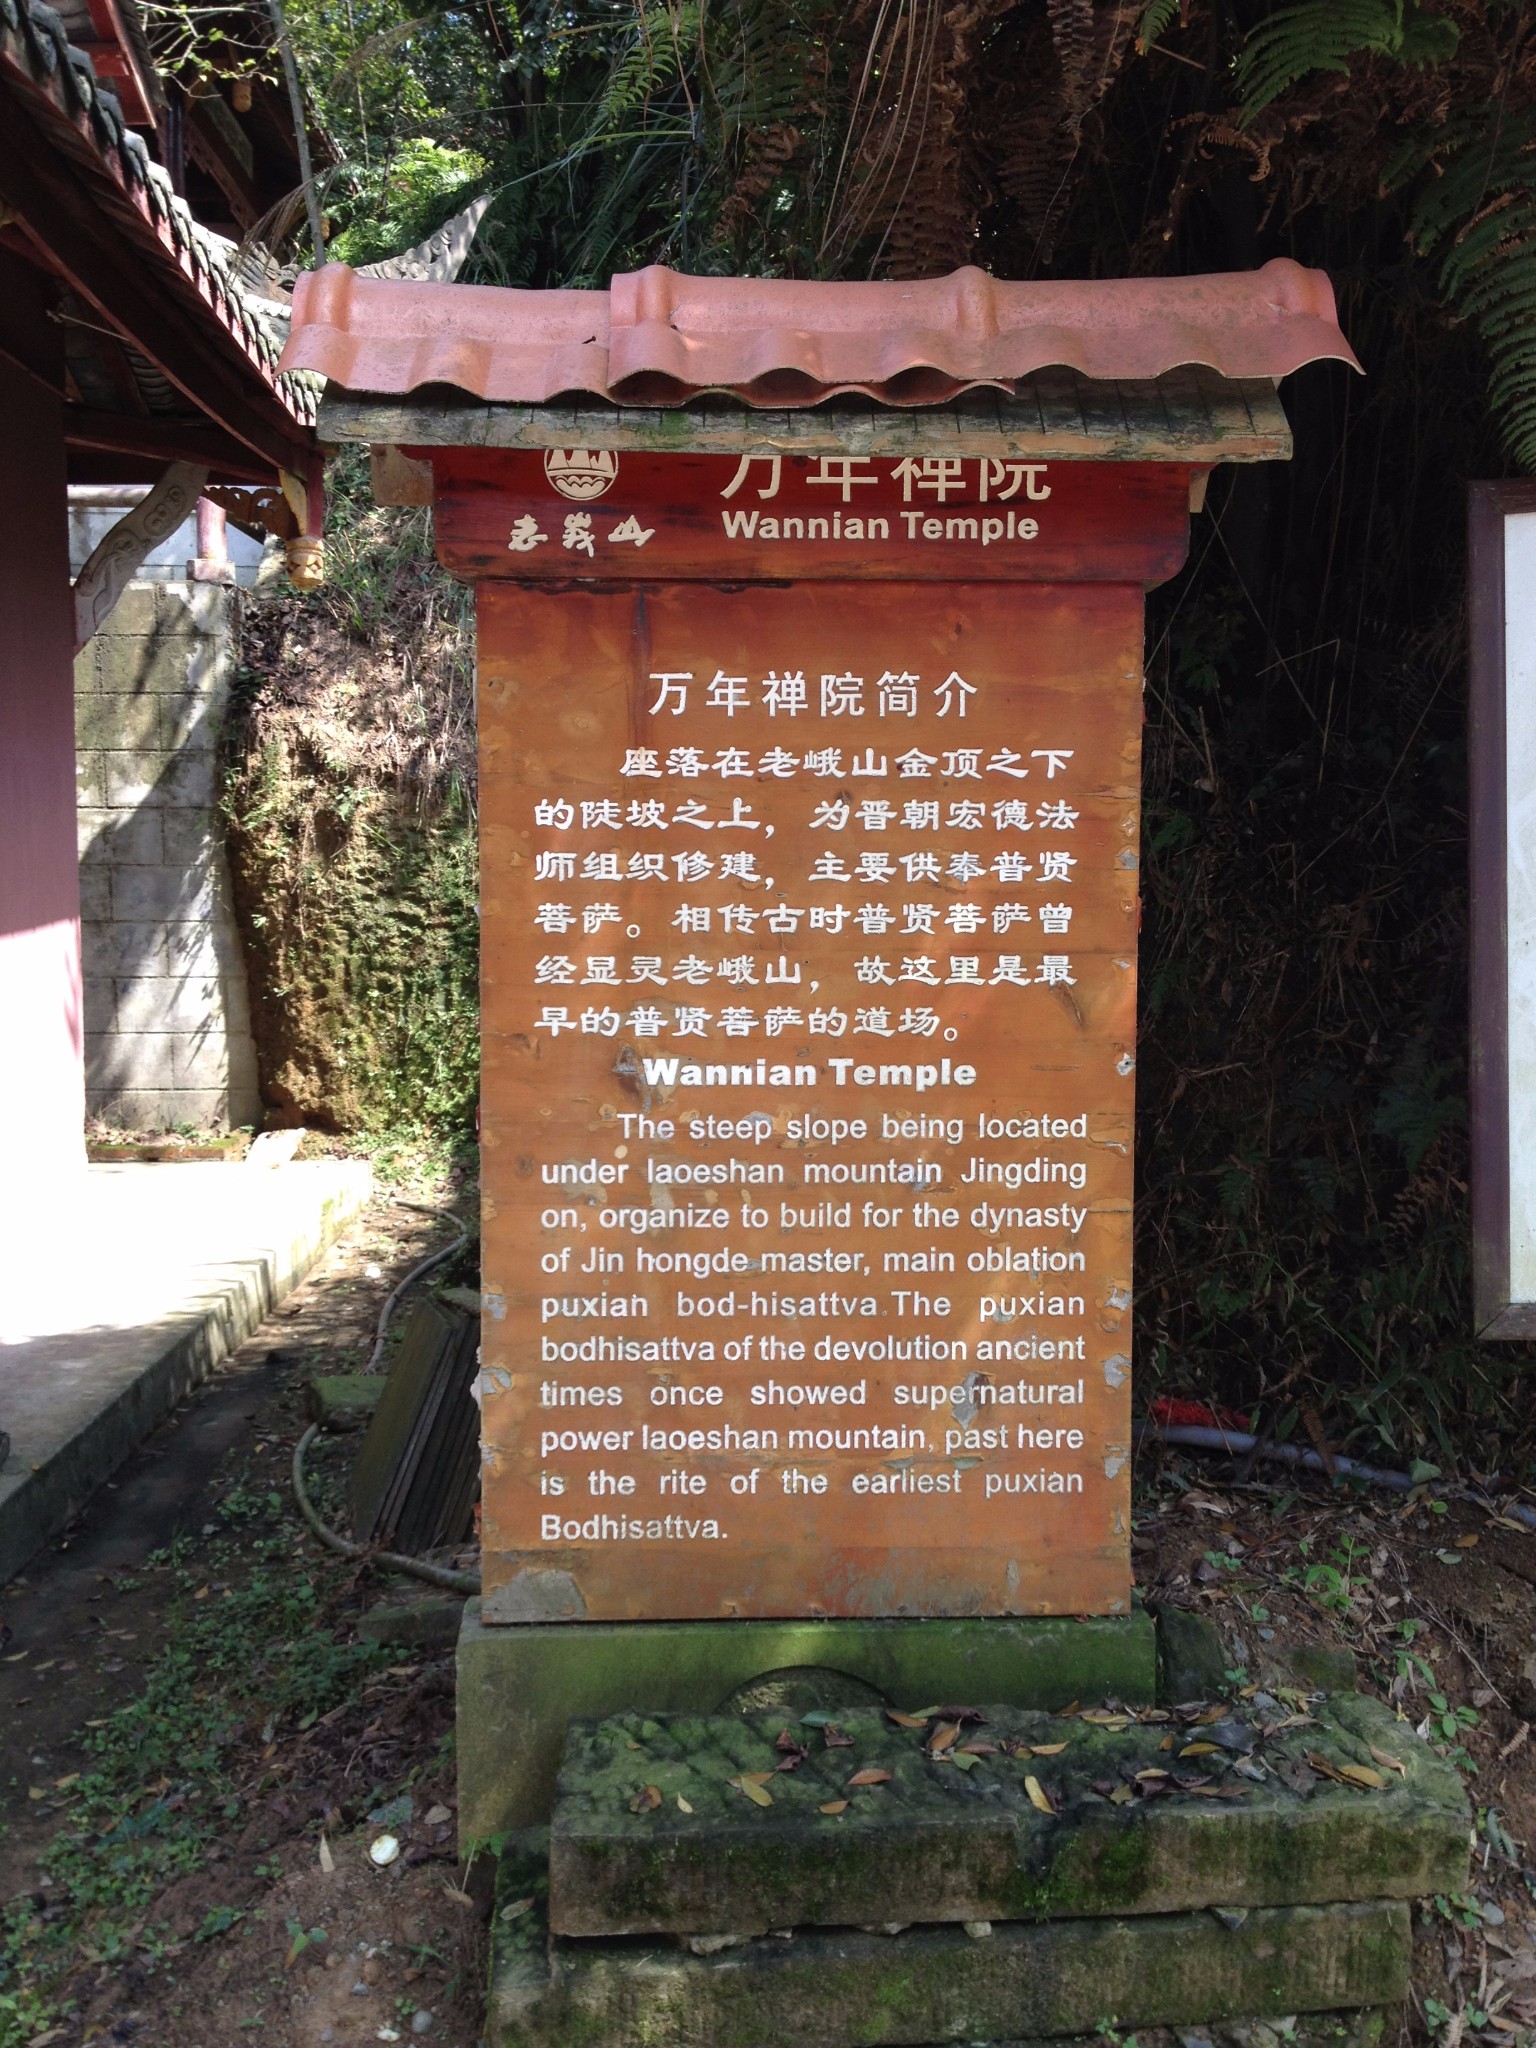 老峩山
万年禅院
Wannian Temple
万年禅院简介
座落在老峨山金顶之下
的陡坡之上，为晋朝宏德法
师组织修建，主要供奉普贤
菩萨。相传古时普贤菩萨曾
经显灵老峨山，故这里是最
早的普贤菩萨的道场。
Wannian Temple
The steep slope being located
under laoeshan mountain Jingding
on, organize to build for the dynasty
of Jin hongde master, main oblation
puxian bod-hisattva.The puxian
bodhisattva of the devolution ancient
times once showed supernatural
power laoeshan mountain, past here
is the rite of the earliest puxian
Bodhisattva.